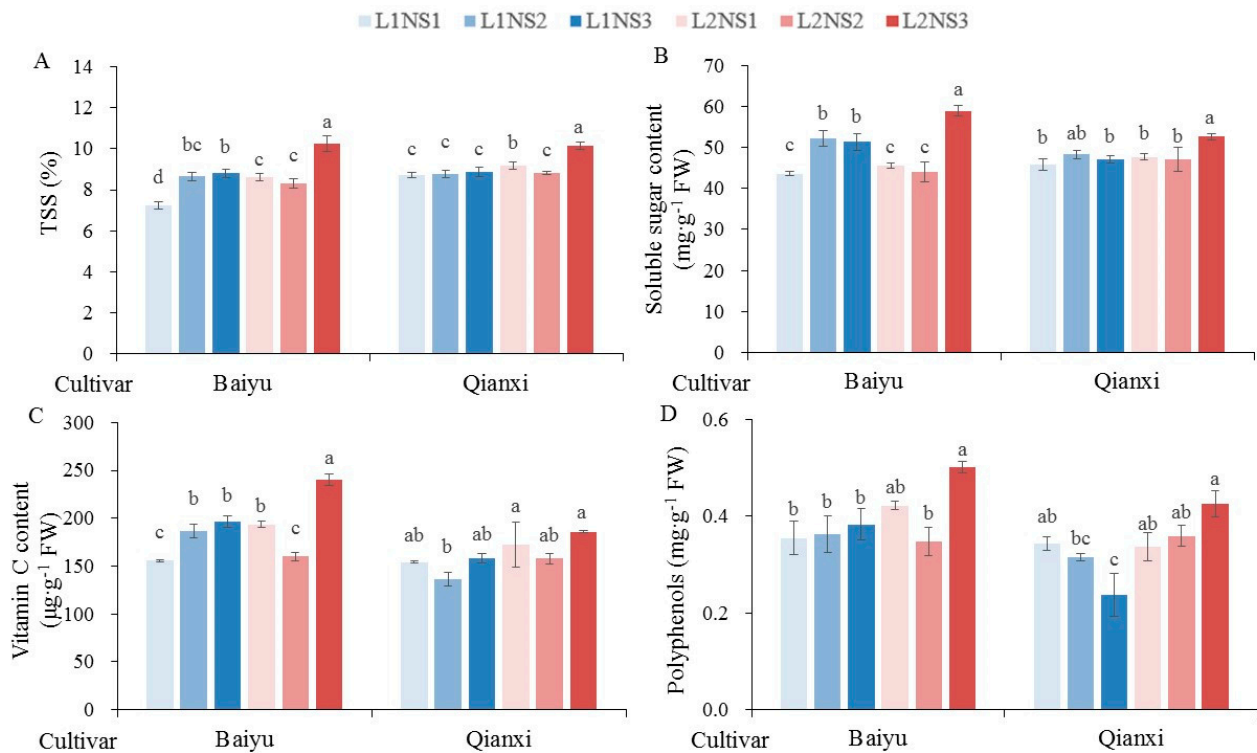 L1NS1 L1NS2 L1NS3 L2NS1 L2NS2 L2NS3
A
TSS (%)
14
12
10
8
6
4
2
0
d bc b c c a
c c c b c a
Cultivar Baiyu Qianxi
B
Soluble sugar content
(mg·g⁻¹ FW)
70
60
50
40
30
20
10
0
c b b c c a
b ab b b b a
Cultivar Baiyu Qianxi
C
Vitamin C content
(μg·g⁻¹ FW)
300
250
200
150
100
50
0
c b b b c a
ab b ab a ab a
Cultivar Baiyu Qianxi
D
Polyphenols (mg·g⁻¹ FW)
0.6
0.4
0.2
0.0
b b b ab b a
ab bc c ab ab a
Cultivar Baiyu Qianxi